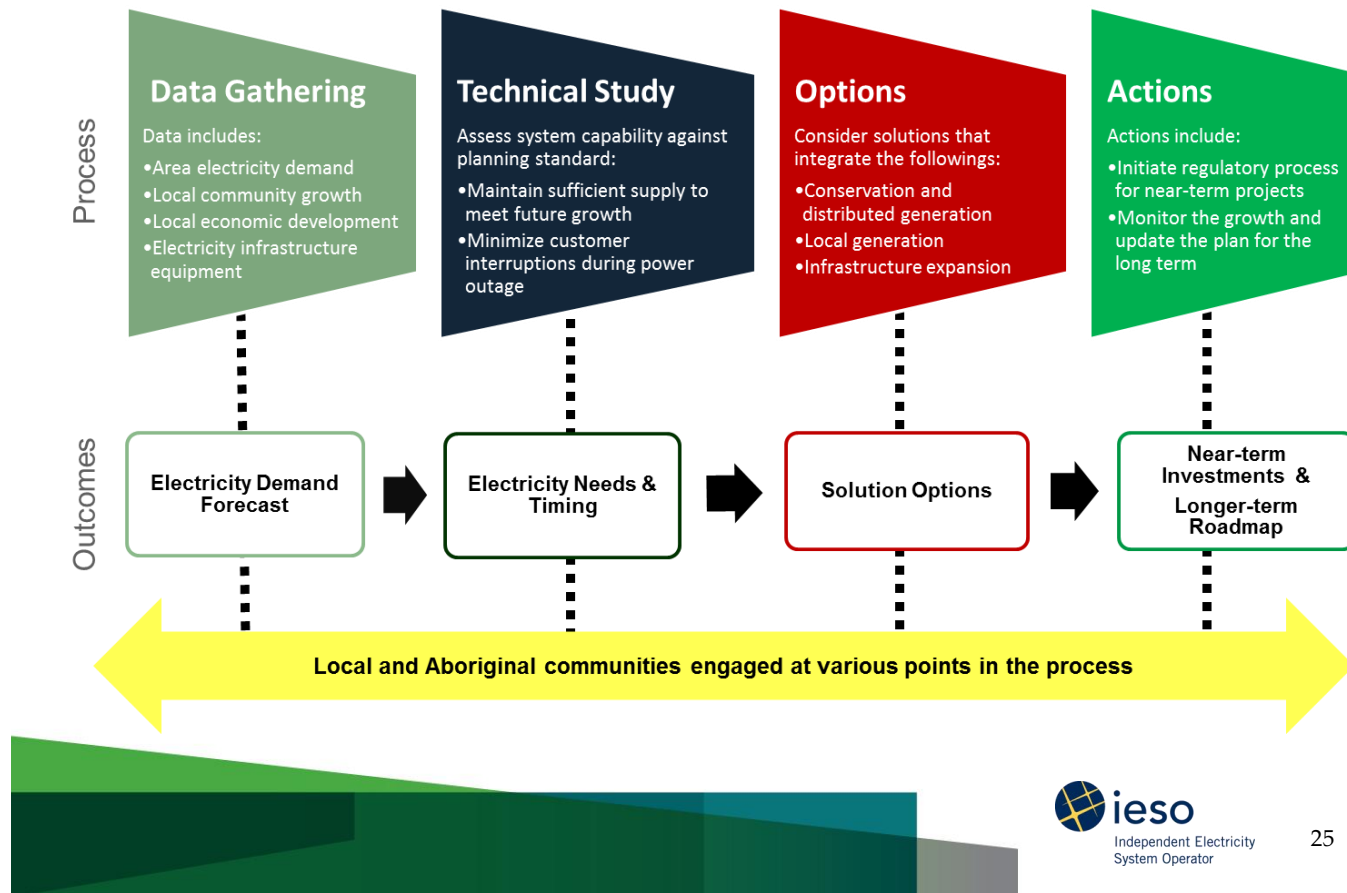 Process
Data Gathering
Data includes:
•Area electricity demand
•Local community growth
•Local economic development
•Electricity infrastructure
equipment
Technical Study
Assess system capability against
planning standard:
•Maintain sufficient supply to
meet future growth
•Minimize customer
interruptions during power
outage
Options
Consider solutions that
integrate the followings:
•Conservation and
distributed generation
•Local generation
•Infrastructure expansion
Actions
Actions include:
•Initiate regulatory process
for near-term projects
•Monitor the growth and
update the plan for the
long term
Outcomes
Electricity Demand
Forecast
Electricity Needs &
Timing
Solution Options
Near-term
Investments &
Longer-term
Roadmap
Local and Aboriginal communities engaged at various points in the process
ieso
Independent Electricity
System Operator
25